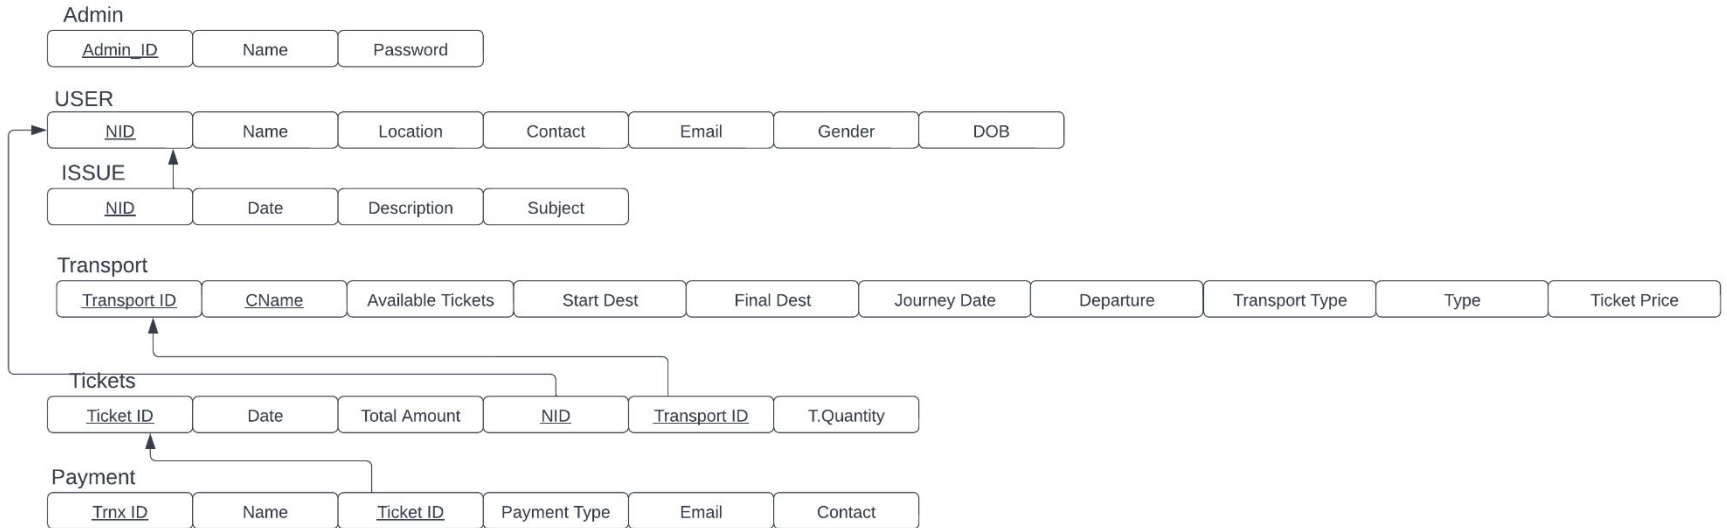 Admin
Admin_ID Name Password
USER
NID Name Location Contact Email Gender DOB
ISSUE
NID Date Description Subject
Transport
Transport ID CName Available Tickets Start Dest Final Dest Journey Date Departure Transport Type Type Ticket Price
Tickets
Ticket ID Date Total Amount NID Transport ID T.Quantity
Payment
Trnx ID Name Ticket ID Payment Type Email Contact